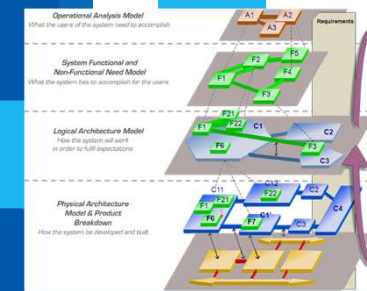 Operational Analysis Model
What the users of the system need to accomplish
A1
A2
A3
Requirements
System Functional and
Non-Functional Need Model
What the system has to accomplish for the users
F1
F2
F5
F4
F3
Logical Architecture Model
How the system will work
in order to fulfil expectations
F21
F1
F22
C1
C2
F6
F3
C3
Physical Architecture
Model & Product
Breakdown
How the system will be developed and built
C11
C12
C2
F21
F22
F1
F6
F7
C1'
C3
C4